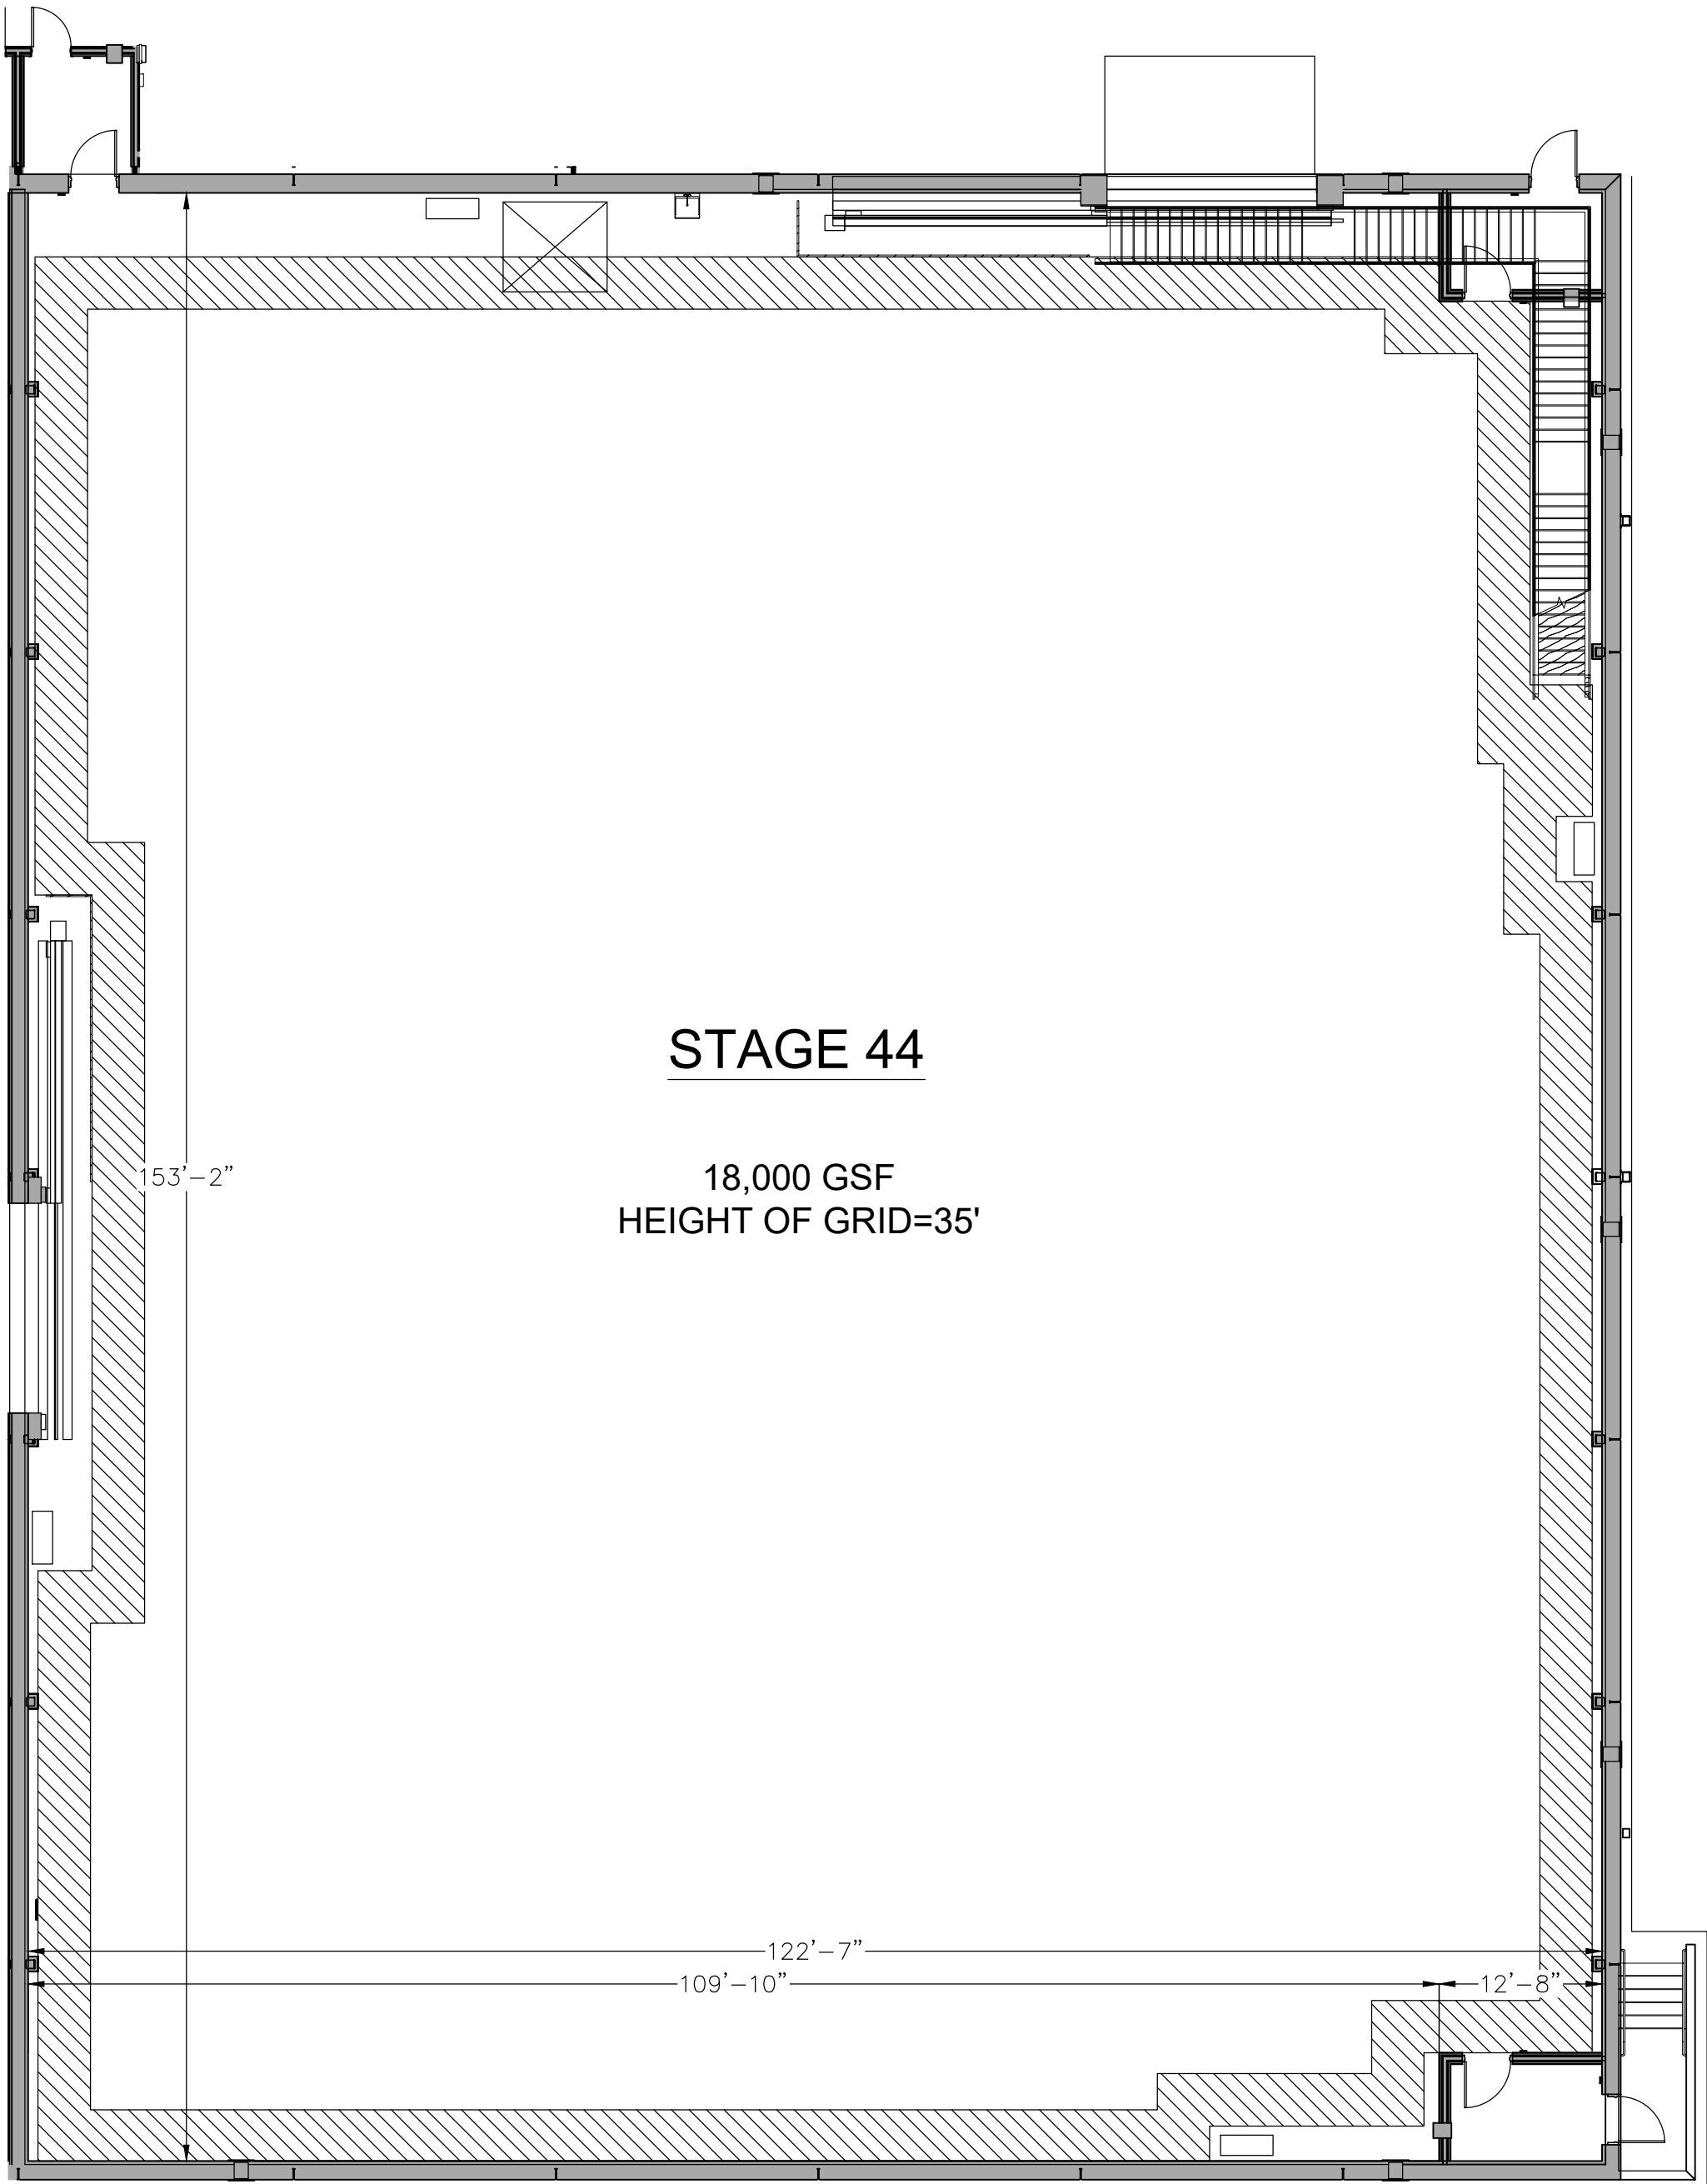 STAGE 44
18,000 GSF
HEIGHT OF GRID=35'
153’–2”
122’–7”
109’–10”
12’–8”